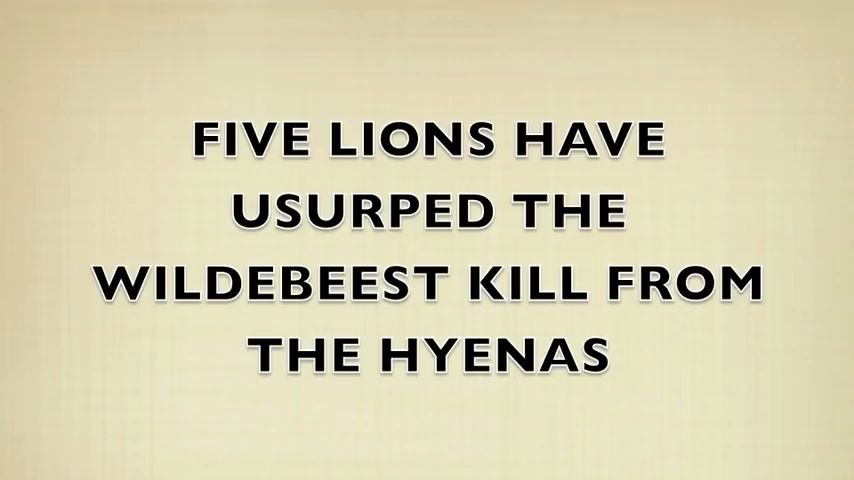 FIVE LIONS HAVE
USURPED THE
WILDEBEEST KILL FROM
THE HYENAS